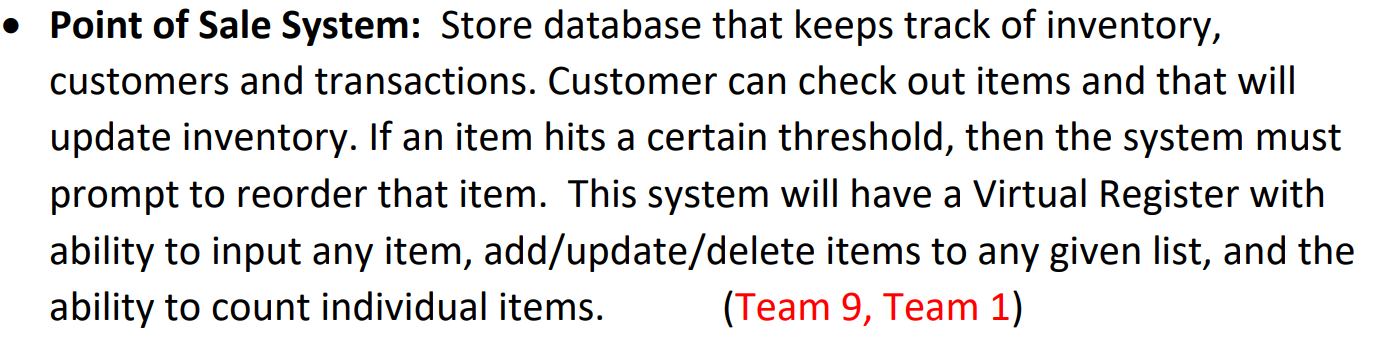 • Point of Sale System:  Store database that keeps track of inventory,
customers and transactions. Customer can check out items and that will
update inventory. If an item hits a certain threshold, then the system must
prompt to reorder that item.  This system will have a Virtual Register with
ability to input any item, add/update/delete items to any given list, and the
ability to count individual items.          (Team 9, Team 1)